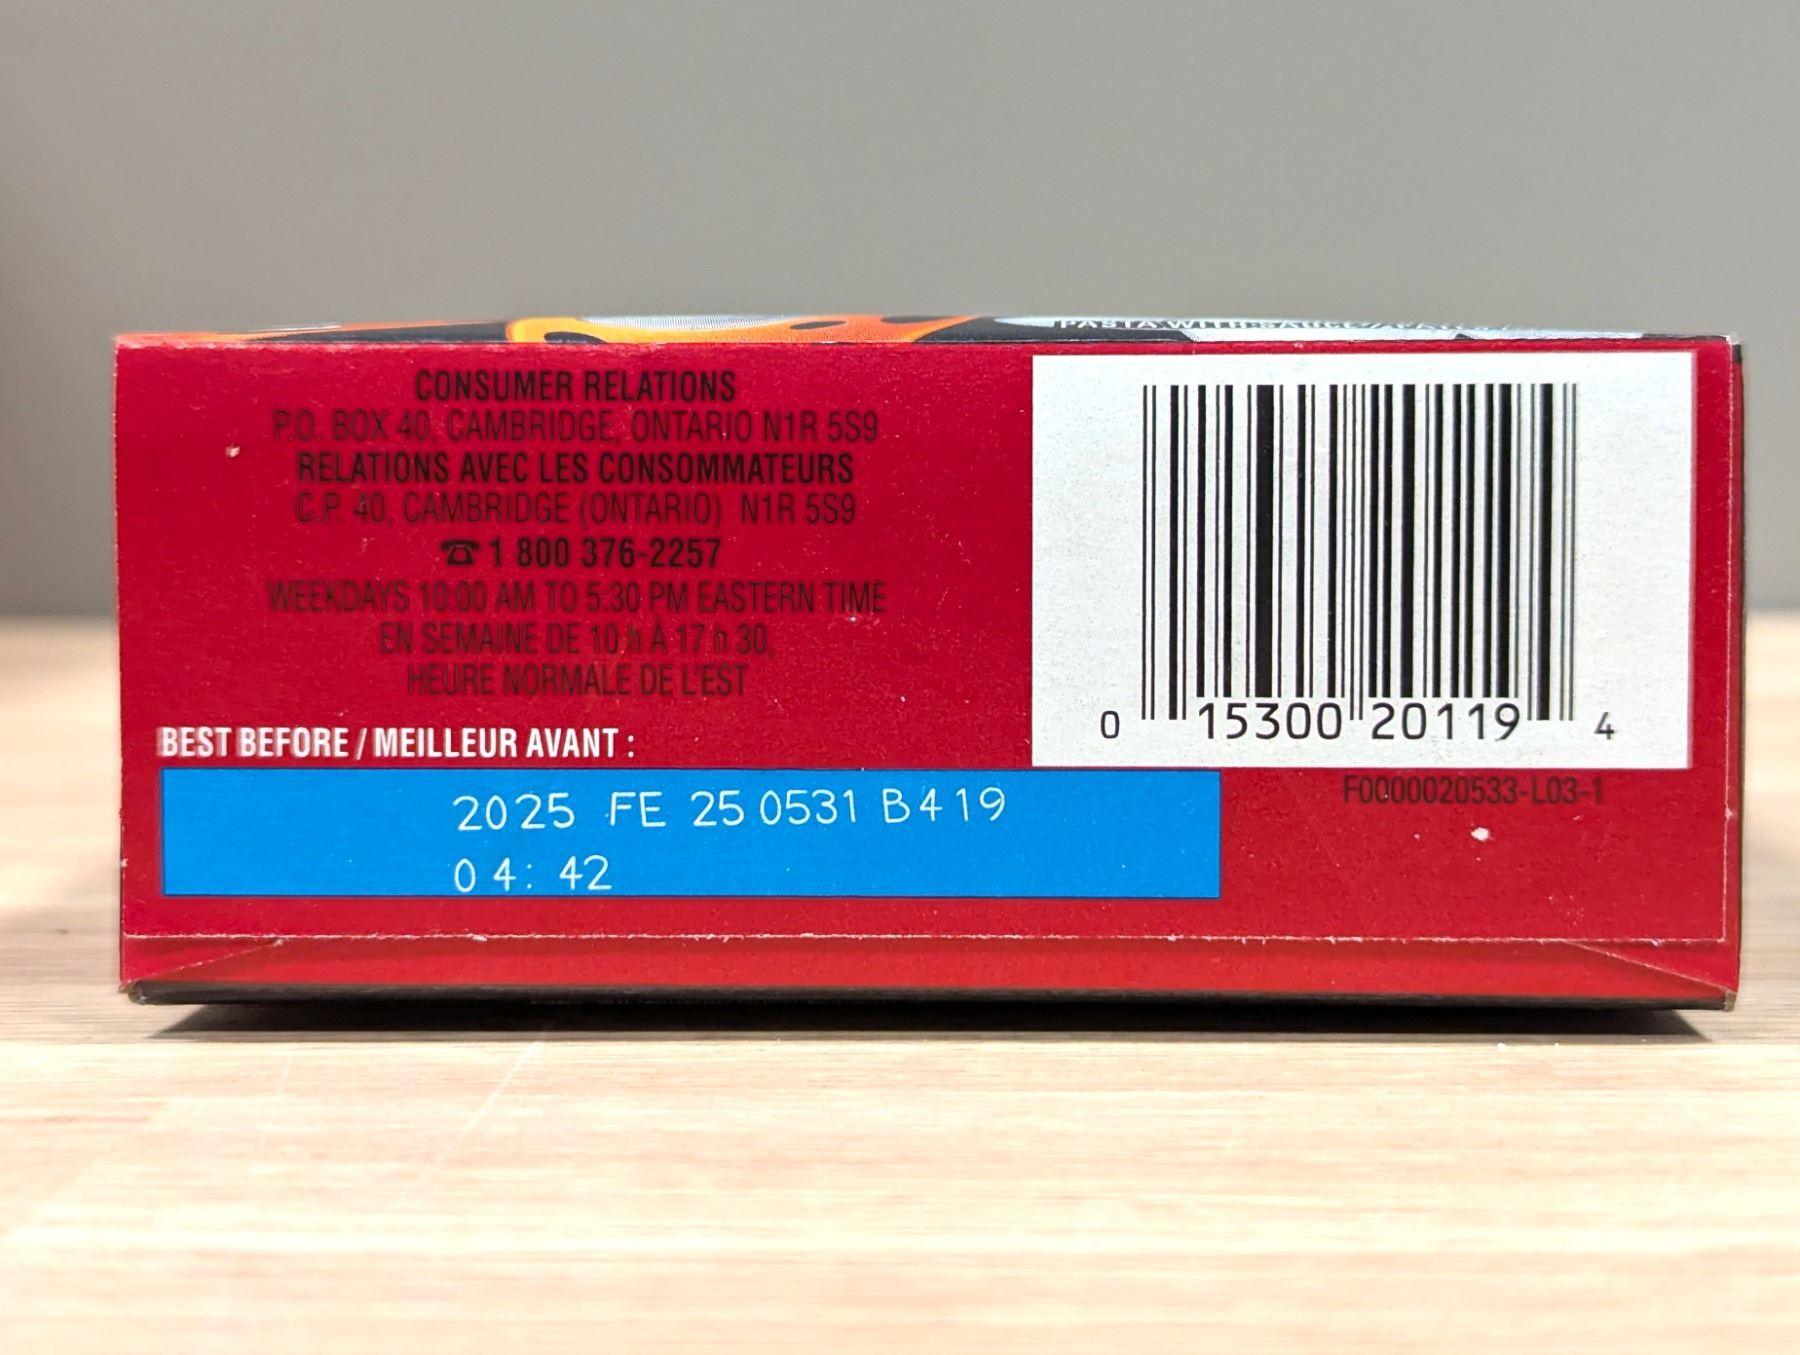 PASTA WITH SAUCE
CONSUMER RELATIONS
P.O. BOX 40, CAMBRIDGE, ONTARIO N1R 5S9
RELATIONS AVEC LES CONSOMMATEURS
C.P. 40, CAMBRIDGE (ONTARIO) N1R 5S9
☎ 1 800 376-2257
WEEKDAYS 10:00 AM TO 5:30 PM EASTERN TIME
EN SEMAINE DE 10 h À 17 h 30,
HEURE NORMALE DE L'EST
BEST BEFORE / MEILLEUR AVANT :
2025 FE 25 0531 B419
04: 42
0 15300 20119 4
F0000020533-L03-1